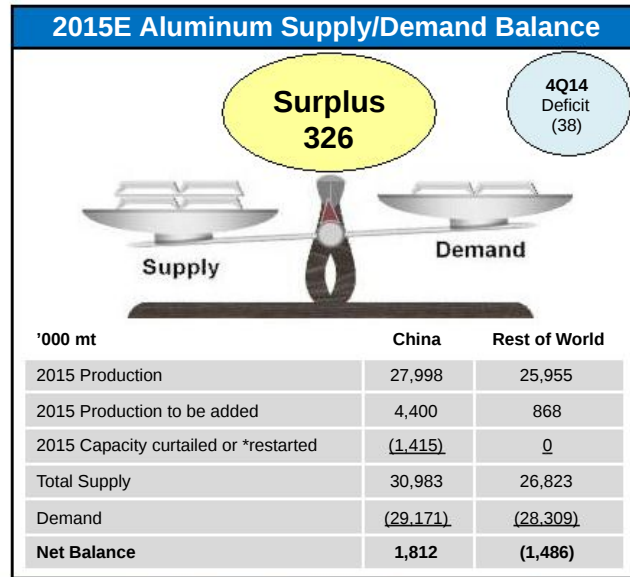 2015E Aluminum Supply/Demand Balance
Surplus
326
4Q14
Deficit
(38)
Supply
Demand
’000 mt China Rest of World
2015 Production 27,998 25,955
2015 Production to be added 4,400 868
2015 Capacity curtailed or *restarted (1,415) 0
Total Supply 30,983 26,823
Demand (29,171) (28,309)
Net Balance 1,812 (1,486)